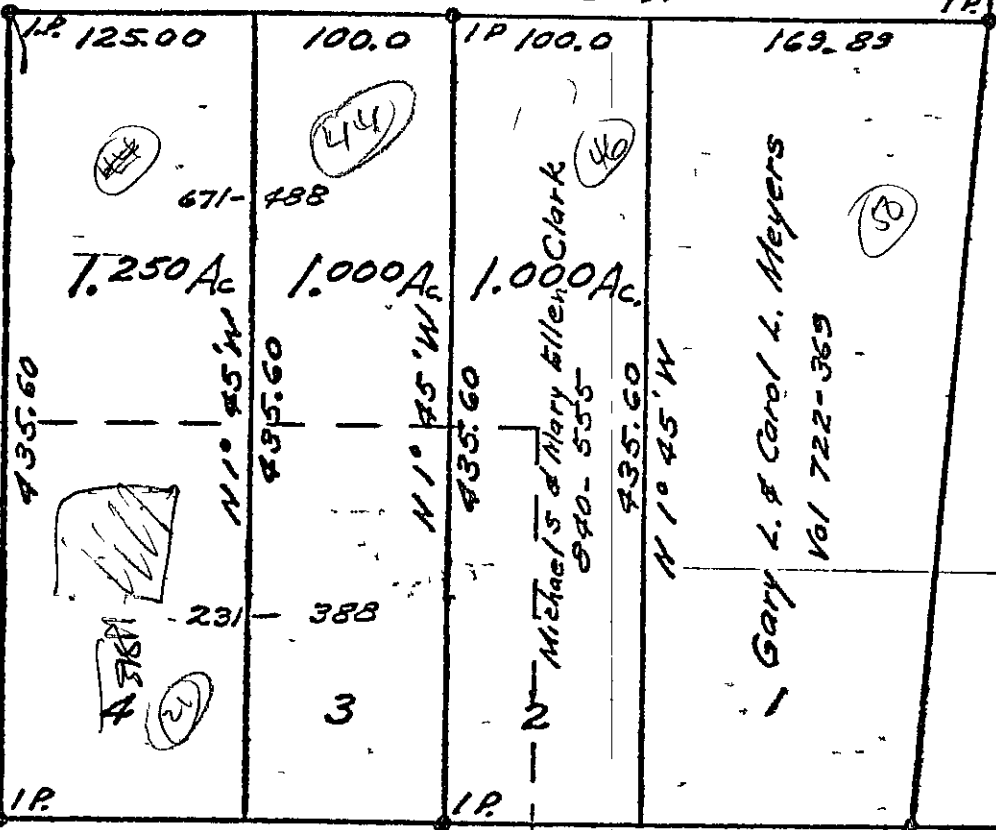 I.P. 125.00 100.0 I P 100.0 169.89 I P.
44 46 50
671-488
1.250 Ac 1.000 Ac 1.000 Ac.
435.60 N 1° 45' W 435.60 N 1° 45' W 435.60 435.60 N 1° 45' W
Michael S & Mary Ellen Clark
840-555
Gary L. & Carol L. Meyers
Vol 722-369
231-388
4 21 3 2 1
I P. I P.